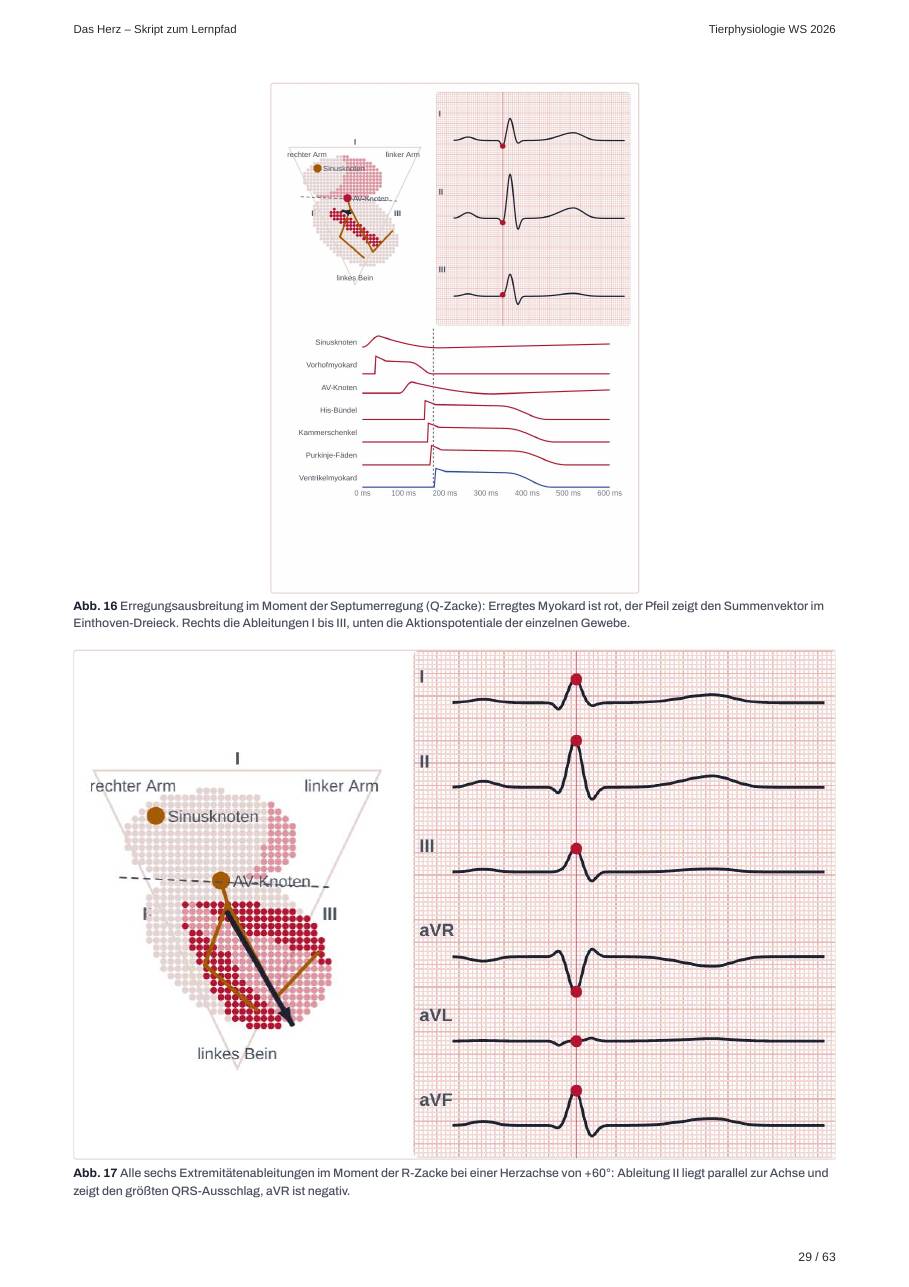 Das Herz – Skript zum Lernpfad
Tierphysiologie WS 2026
I
rechter Arm
linker Arm
Sinusknoten
AV-Knoten
I
III
linkes Bein
I
II
III
Sinusknoten
Vorhofmyokard
AV-Knoten
His-Bündel
Kammerschenkel
Purkinje-Fäden
Ventrikelmyokard
0 ms 100 ms 200 ms 300 ms 400 ms 500 ms 600 ms
Abb. 16 Erregungsausbreitung im Moment der Septumerregung (Q-Zacke): Erregtes Myokard ist rot, der Pfeil zeigt den Summenvektor im
Einthoven-Dreieck. Rechts die Ableitungen I bis III, unten die Aktionspotentiale der einzelnen Gewebe.
I
rechter Arm
linker Arm
Sinusknoten
AV-Knoten
I
III
linkes Bein
I
II
III
aVR
aVL
aVF
Abb. 17 Alle sechs Extremitätenableitungen im Moment der R-Zacke bei einer Herzachse von +60°: Ableitung II liegt parallel zur Achse und
zeigt den größten QRS-Ausschlag, aVR ist negativ.
29 / 63